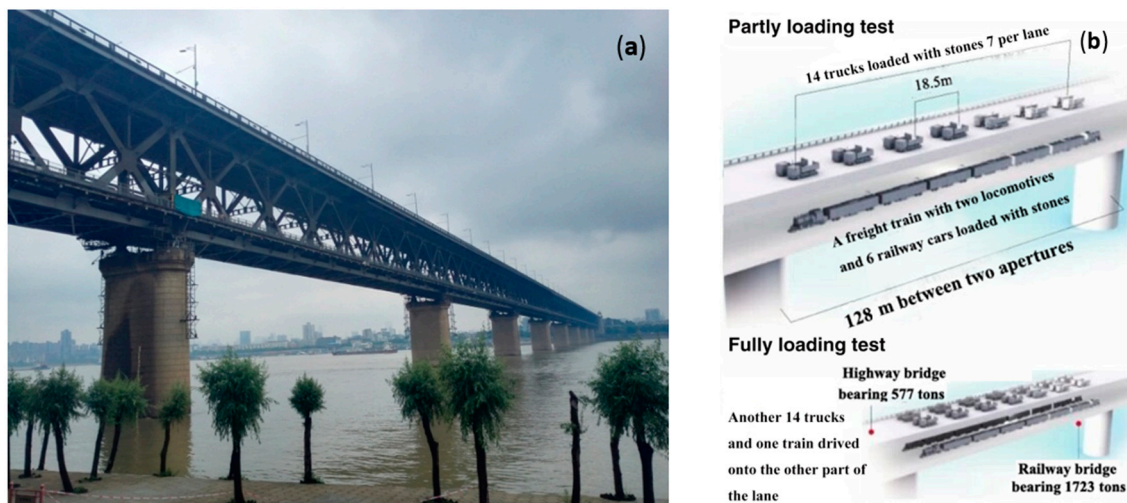 (a)
Partly loading test
(b)
14 trucks loaded with stones 7 per lane
18.5m
A freight train with two locomotives
and 6 railway cars loaded with stones
128 m between two apertures
Fully loading test
Highway bridge
bearing 577 tons
Another 14 trucks
and one train drived
onto the other part of
the lane
Railway bridge
bearing 1723 tons